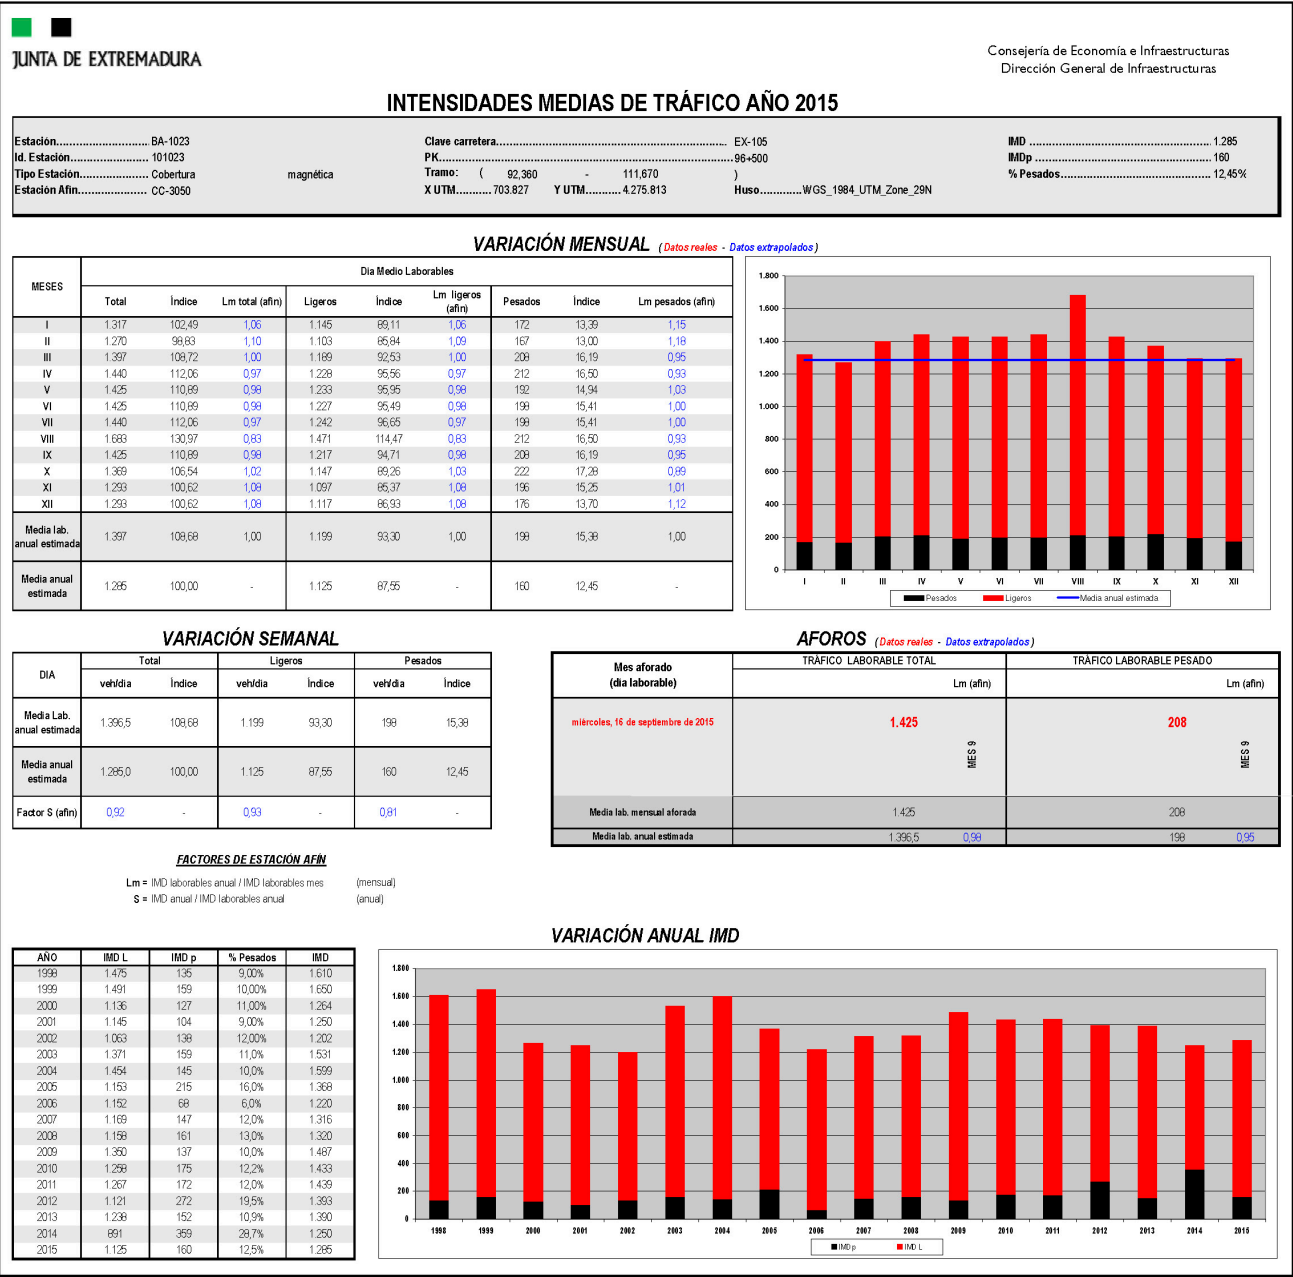 JUNTA DE EXTREMADURA
Consejería de Economía e Infraestructuras
Dirección General de Infraestructuras
INTENSIDADES MEDIAS DE TRÁFICO AÑO 2015
Estación............................ BA-1023 Clave carretera........................................................................ EX-105 IMD ....................................................... 1.285
Id. Estación........................ 101023 PK.........................................................................................96+500 IMDp ..................................................... 160
Tipo Estación..................... Cobertura magnética Tramo: ( 92,360 - 111,670 ) % Pesados.............................................. 12,45%
Estación Afín..................... CC-3050 X UTM........... 703.827 Y UTM........... 4.275.813 Huso.............WGS_1984_UTM_Zone_29N
VARIACIÓN MENSUAL (Datos reales - Datos extrapolados)
MESES Dia Medio Laborables
Total Índice Lm total (afin) Ligeros Índice Lm ligeros (afin) Pesados Índice Lm pesados (afin)
I 1.317 102,49 1,06 1.145 89,11 1,06 172 13,39 1,15
II 1.270 98,83 1,10 1.103 85,84 1,09 167 13,00 1,18
III 1.397 108,72 1,00 1.189 92,53 1,00 208 16,19 0,95
IV 1.440 112,06 0,97 1.228 95,56 0,97 212 16,50 0,93
V 1.425 110,89 0,98 1.233 95,95 0,98 192 14,94 1,03
VI 1.425 110,89 0,98 1.227 95,49 0,98 198 15,41 1,00
VII 1.440 112,06 0,97 1.242 96,65 0,97 198 15,41 1,00
VIII 1.683 130,97 0,83 1.471 114,47 0,83 212 16,50 0,93
IX 1.425 110,89 0,98 1.217 94,71 0,98 208 16,19 0,95
X 1.369 106,54 1,02 1.147 89,26 1,03 222 17,28 0,89
XI 1.293 100,62 1,08 1.097 85,37 1,08 196 15,25 1,01
XII 1.293 100,62 1,08 1.117 86,93 1,08 176 13,70 1,12
Media lab. anual estimada 1.397 108,68 1,00 1.199 93,30 1,00 198 15,38 1,00
Media anual estimada 1.285 100,00 - 1.125 87,55 - 160 12,45 -
1.800
1.600
1.400
1.200
1.000
800
600
400
200
0
I II III IV V VI VII VIII IX X XI XII
Pesados Ligeros Media anual estimada
VARIACIÓN SEMANAL
DIA Total Ligeros Pesados
veh/dia Índice veh/dia Índice veh/dia Índice
Media Lab. anual estimada 1.396,5 108,68 1.199 93,30 198 15,38
Media anual estimada 1.285,0 100,00 1.125 87,55 160 12,45
Factor S (afin) 0,92 - 0,93 - 0,81 -
AFOROS (Datos reales - Datos extrapolados)
Mes aforado (dia laborable) TRÁFICO LABORABLE TOTAL TRÁFICO LABORABLE PESADO
Lm (afin) Lm (afin)
miércoles, 16 de septiembre de 2015 1.425 MES 9 208 MES 9
Media lab. mensual aforada 1.425 208
Media lab. anual estimada 1.396,5 0,98 198 0,95
FACTORES DE ESTACIÓN AFÍN
Lm = IMD laborables anual / IMD laborables mes (mensual)
S = IMD anual / IMD laborables anual (anual)
VARIACIÓN ANUAL IMD
AÑO IMD L IMD p % Pesados IMD
1998 1.475 135 9,00% 1.610
1999 1.491 159 10,00% 1.650
2000 1.136 127 11,00% 1.264
2001 1.145 104 9,00% 1.250
2002 1.063 138 12,00% 1.202
2003 1.371 159 11,0% 1.531
2004 1.454 145 10,0% 1.599
2005 1.153 215 16,0% 1.368
2006 1.152 68 6,0% 1.220
2007 1.169 147 12,0% 1.316
2008 1.158 161 13,0% 1.320
2009 1.350 137 10,0% 1.487
2010 1.258 175 12,2% 1.433
2011 1.267 172 12,0% 1.439
2012 1.121 272 19,5% 1.393
2013 1.238 152 10,9% 1.390
2014 891 359 28,7% 1.250
2015 1.125 160 12,5% 1.285
1.800
1.600
1.400
1.200
1.000
800
600
400
200
0
1998 1999 2000 2001 2002 2003 2004 2005 2006 2007 2008 2009 2010 2011 2012 2013 2014 2015
IMD p IMD L